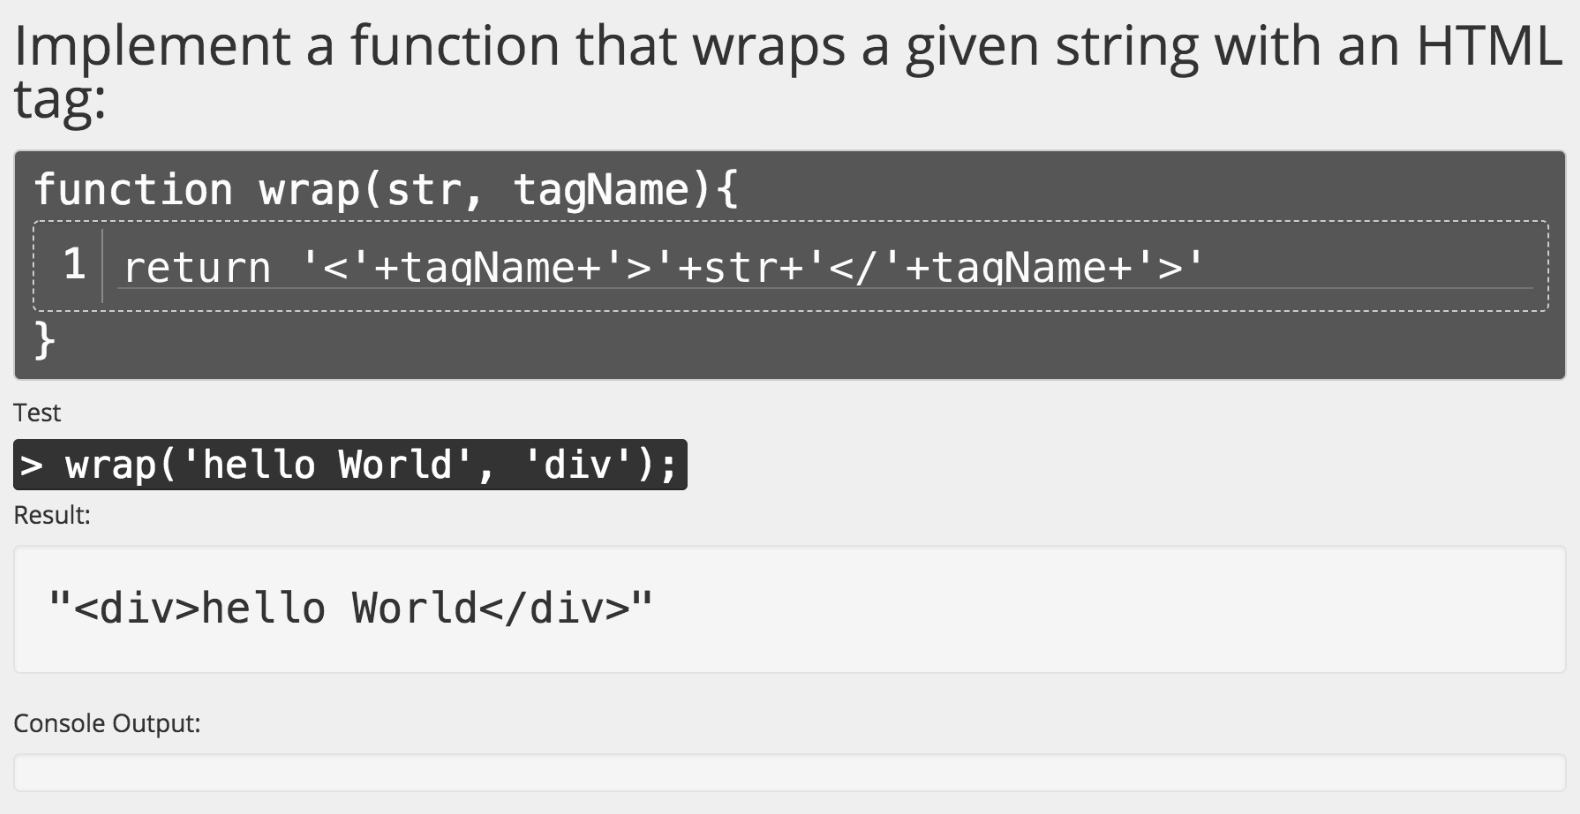 Implement a function that wraps a given string with an HTML
tag:
function wrap(str, tagName){
1 return '<'+tagName+'>'+str+'</'+tagName+'>'
}
Test
> wrap('hello World', 'div');
Result:
"<div>hello World</div>"
Console Output: